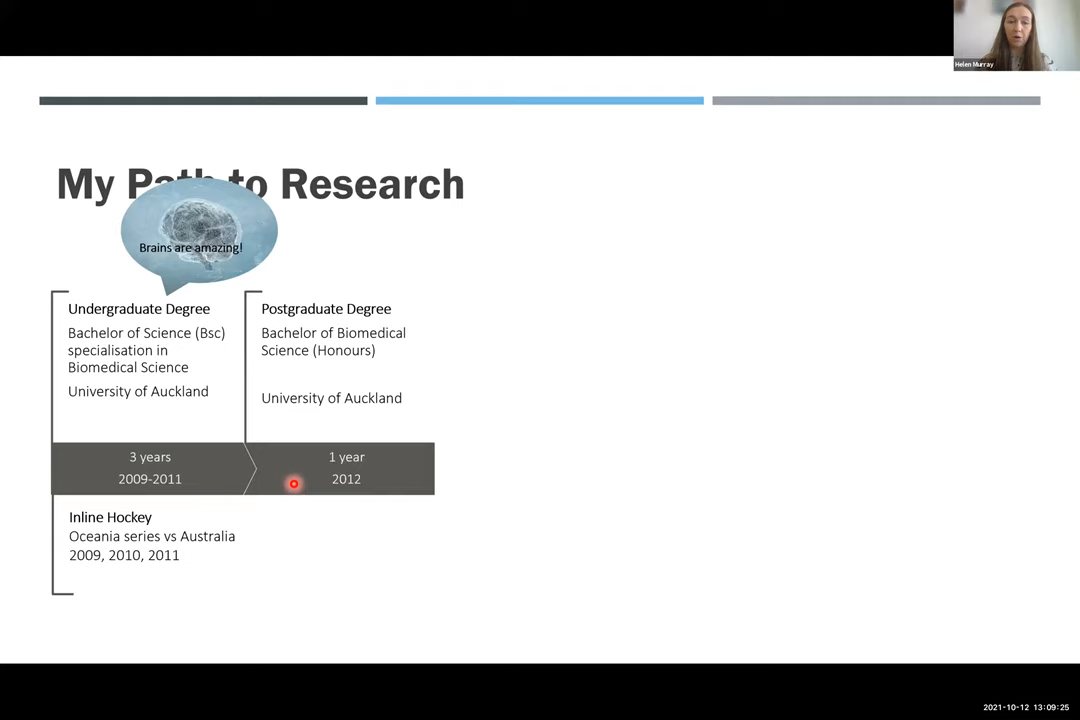 Helen Murray
My Path to Research
Brains are amazing!
Undergraduate Degree
Bachelor of Science (Bsc)
specialisation in
Biomedical Science
University of Auckland
Postgraduate Degree
Bachelor of Biomedical
Science (Honours)
University of Auckland
3 years
2009-2011
1 year
2012
Inline Hockey
Oceania series vs Australia
2009, 2010, 2011
2021-10-12 13:09:25